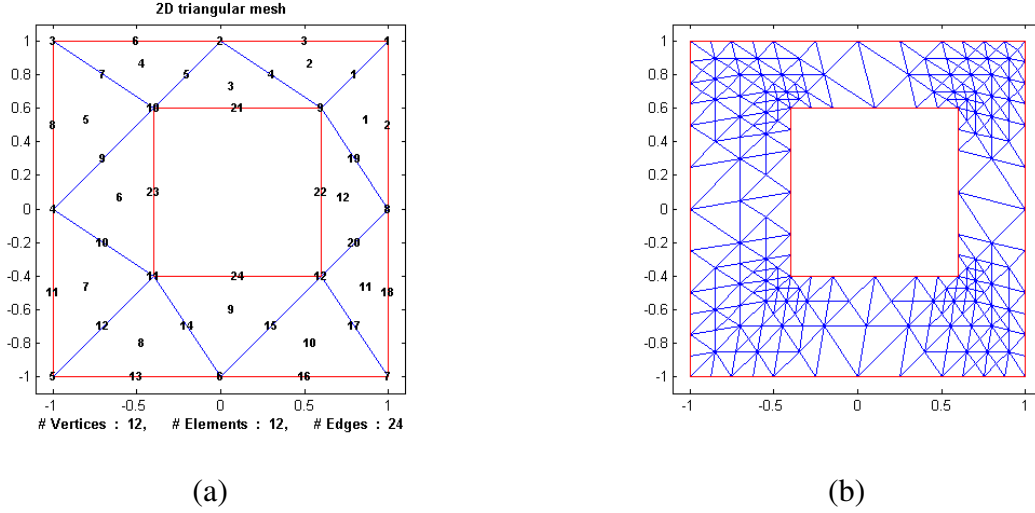 2D triangular mesh
1 3 6 2 3 1
4 2
0.8 7 5 4 1
3
0.6 10 21 9
5 1
8 2
0.4
9 19
0.2
6 23 22 12
0 4 8
-0.2 10 20
-0.4 11 24 12
11 7 11 18
-0.6 9
12 14 15 17
-0.8 8 10
-1 5 13 6 16 7
-1 -0.5 0 0.5 1
# Vertices : 12, # Elements : 12, # Edges : 24
(a)
1
0.8
0.6
0.4
0.2
0
-0.2
-0.4
-0.6
-0.8
-1
-1 -0.5 0 0.5 1
(b)